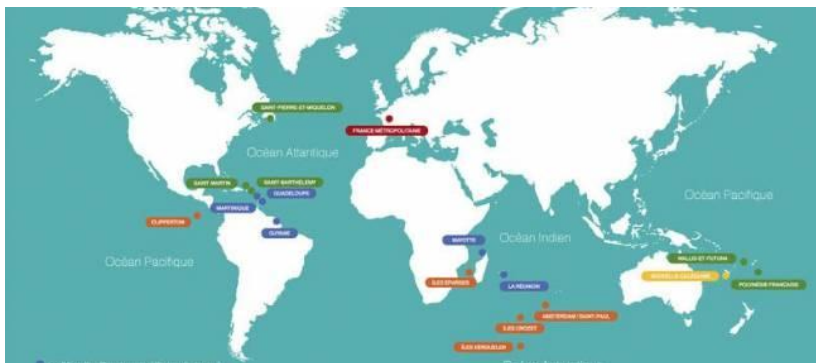 SAINT-PIERRE-ET-MIQUELON
FRANCE MÉTROPOLITAINE
Océan Atlantique
SAINT-MARTIN
SAINT-BARTHÉLEMY
GUADELOUPE
MARTINIQUE
CLIPPERTON
GUYANE
Océan Pacifique
Océan Pacifique
MAYOTTE
Océan Indien
ÎLES ÉPARSES
LA RÉUNION
WALLIS-ET-FUTUNA
NOUVELLE-CALÉDONIE
POLYNÉSIE FRANÇAISE
AMSTERDAM / SAINT-PAUL
ÎLES CROZET
ÎLES KERGUELEN